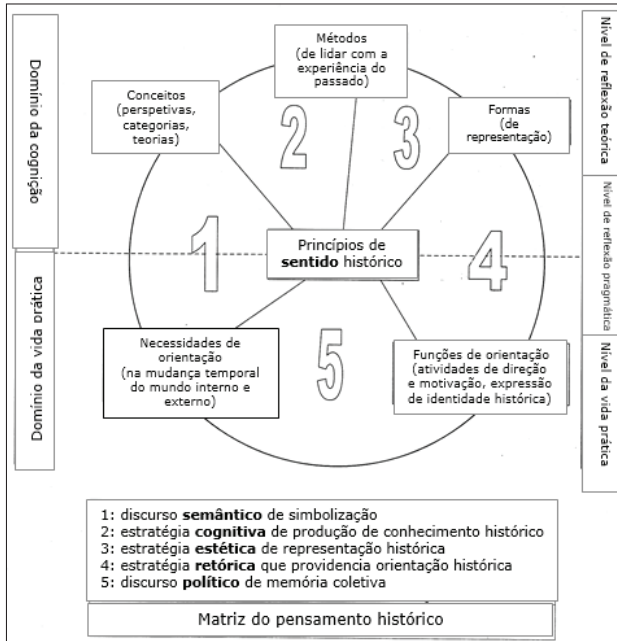 Métodos
(de lidar com a
experiência do
passado)
Conceitos
(perspetivas,
categorias,
teorias)
Formas
(de
representação)
2
3
1
Princípios de
sentido histórico
4
Necessidades de
orientação
(na mudança temporal
do mundo interno e
externo)
5
Funções de orientação
(atividades de direção
e motivação, expressão
de identidade histórica)
Domínio da cognição
Domínio da vida prática
Nível de reflexão teórica
Nível de reflexão pragmática
Nível da vida prática
1: discurso semântico de simbolização
2: estratégia cognitiva de produção de conhecimento histórico
3: estratégia estética de representação histórica
4: estratégia retórica que providencia orientação histórica
5: discurso político de memória coletiva
Matriz do pensamento histórico